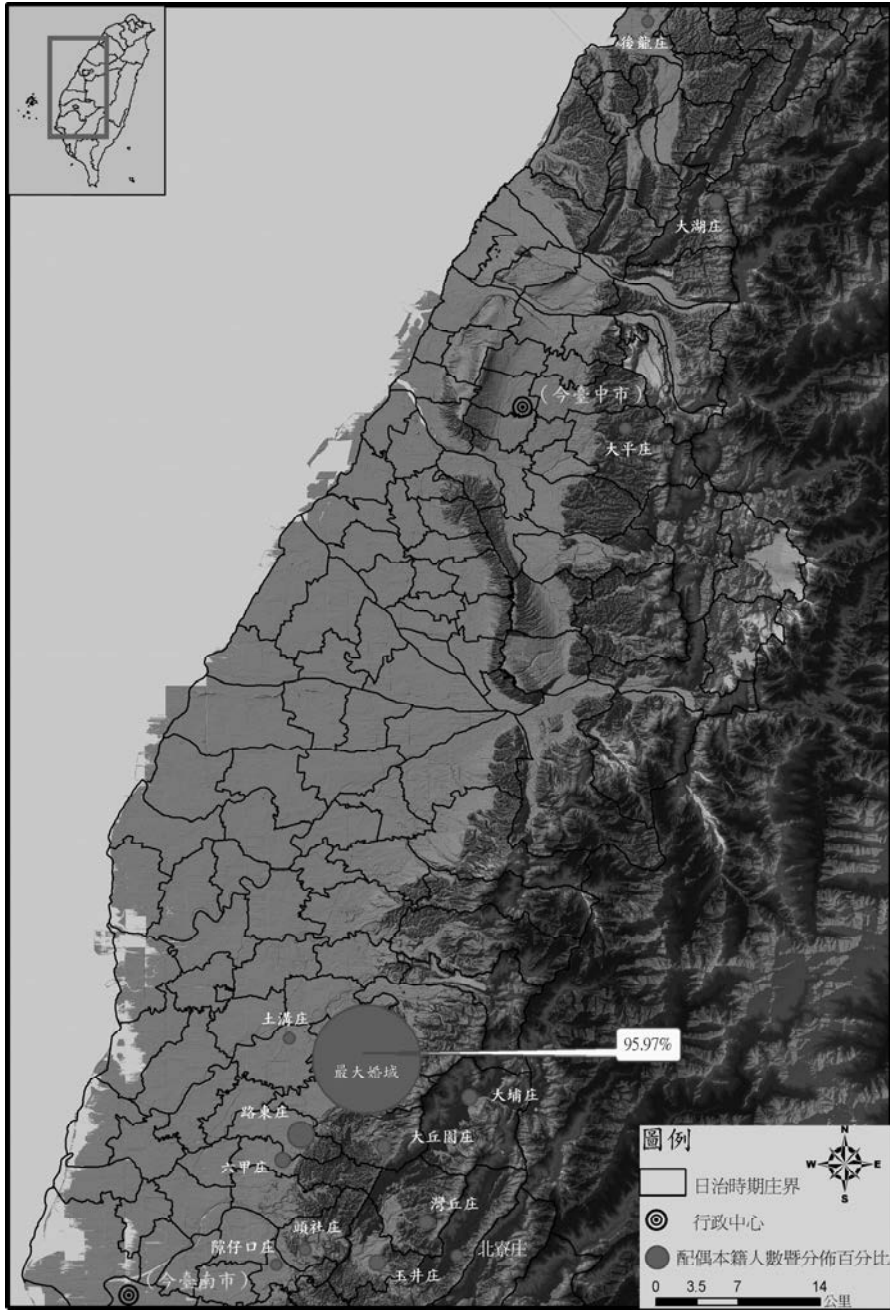 後龍庄
大湖庄
（今臺中市）
大平庄
土溝庄
95.97%
最大婚域
大埔庄
路東庄
大丘園庄
六甲庄
灣丘庄
頭社庄
北寮庄
隙仔口庄
玉井庄
（今臺南市）
圖例
N
W
E
S
日治時期庄界
行政中心
配偶本籍人數暨分佈百分比
0 3.5 7 14
公里